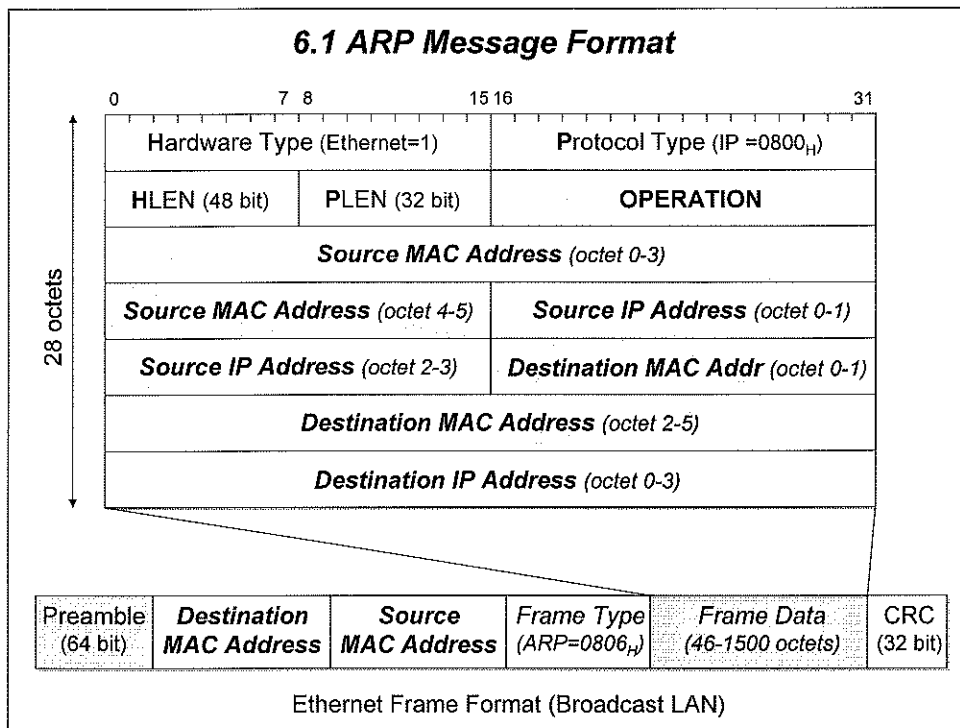 6.1 ARP Message Format
0 7 8 15 16 31
Hardware Type (Ethernet=1) Protocol Type (IP =0800H)
HLEN (48 bit) PLEN (32 bit) OPERATION
Source MAC Address (octet 0-3)
Source MAC Address (octet 4-5) Source IP Address (octet 0-1)
Source IP Address (octet 2-3) Destination MAC Addr (octet 0-1)
Destination MAC Address (octet 2-5)
Destination IP Address (octet 0-3)
28 octets
Preamble Destination Source Frame Type Frame Data CRC
(64 bit) MAC Address MAC Address (ARP=0806H) (46-1500 octets) (32 bit)
Ethernet Frame Format (Broadcast LAN)